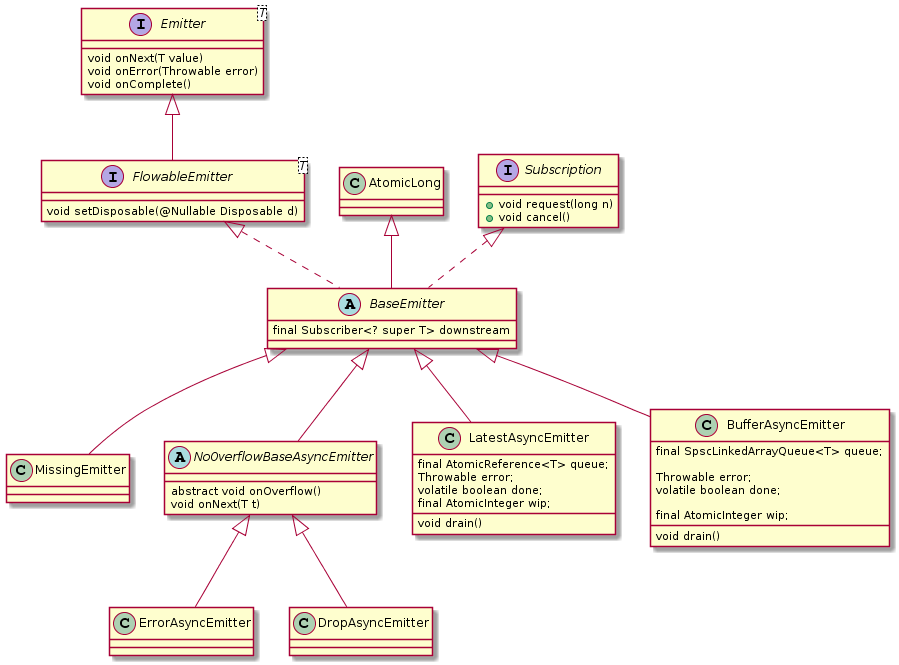 T
I Emitter
void onNext(T value)
void onError(Throwable error)
void onComplete()
T
I FlowableEmitter
void setDisposable(@Nullable Disposable d)
C AtomicLong
I Subscription
void request(long n)
void cancel()
A BaseEmitter
final Subscriber<? super T> downstream
C MissingEmitter
A NoOverflowBaseAsyncEmitter
abstract void onOverflow()
void onNext(T t)
C LatestAsyncEmitter
final AtomicReference<T> queue;
Throwable error;
volatile boolean done;
final AtomicInteger wip;
void drain()
C BufferAsyncEmitter
final SpscLinkedArrayQueue<T> queue;
Throwable error;
volatile boolean done;
final AtomicInteger wip;
void drain()
C ErrorAsyncEmitter
C DropAsyncEmitter